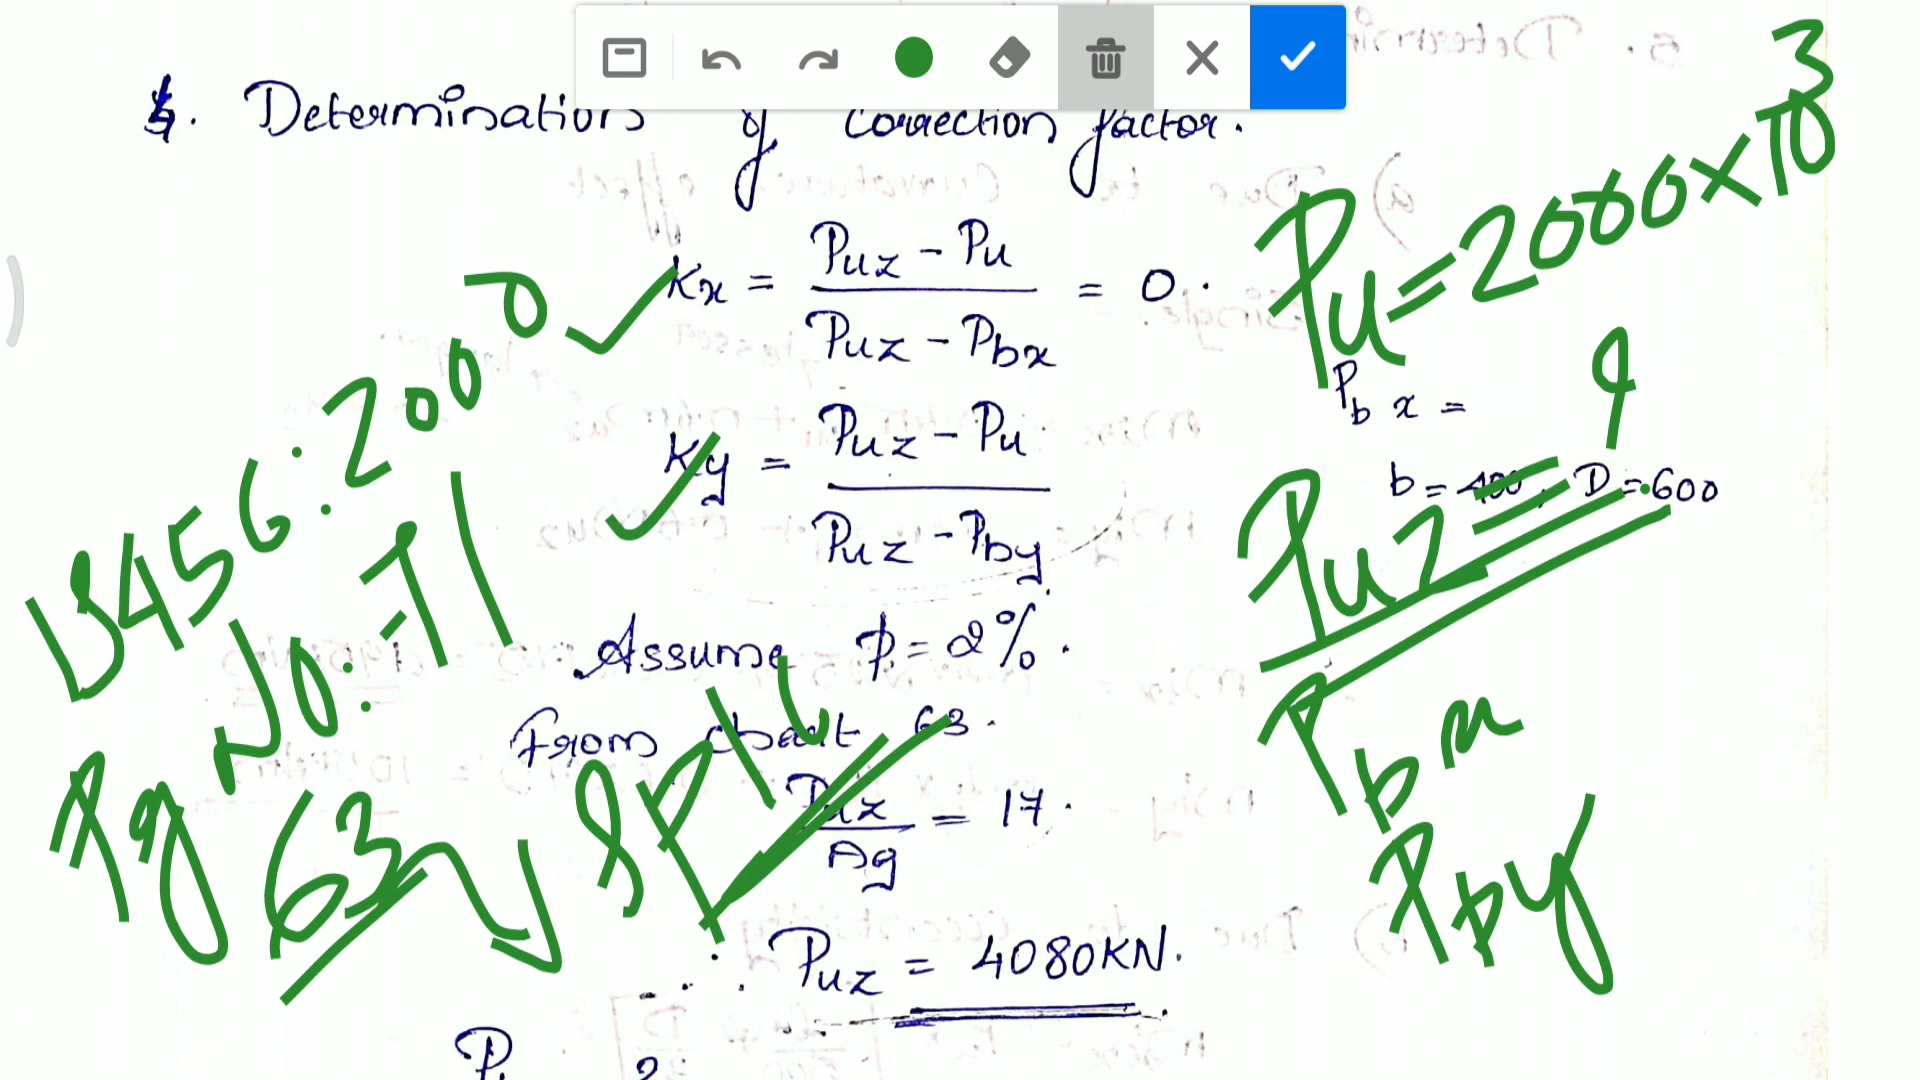 5. Determination of correction factor.
Kx = Puz - Pu / Puz - Pbx = 0.
Ky = Puz - Pu / Puz - Pby
Assume p = 2%.
From chart 63.
Puz / Ag = 17.
∴ Puz = 4080KN.
Pu = 2000×10³
Pb x =
b = 400, D = 600
Puz =
Pbx
Pby
IS456:2000
Pg No:-71
63
SP16